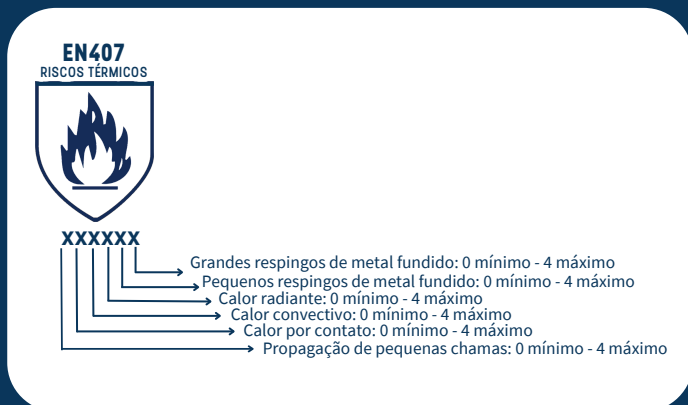 EN407
RISCOS TÉRMICOS
XXXXXX
Grandes respingos de metal fundido: 0 mínimo - 4 máximo
Pequenos respingos de metal fundido: 0 mínimo - 4 máximo
Calor radiante: 0 mínimo - 4 máximo
Calor convectivo: 0 mínimo - 4 máximo
Calor por contato: 0 mínimo - 4 máximo
Propagação de pequenas chamas: 0 mínimo - 4 máximo